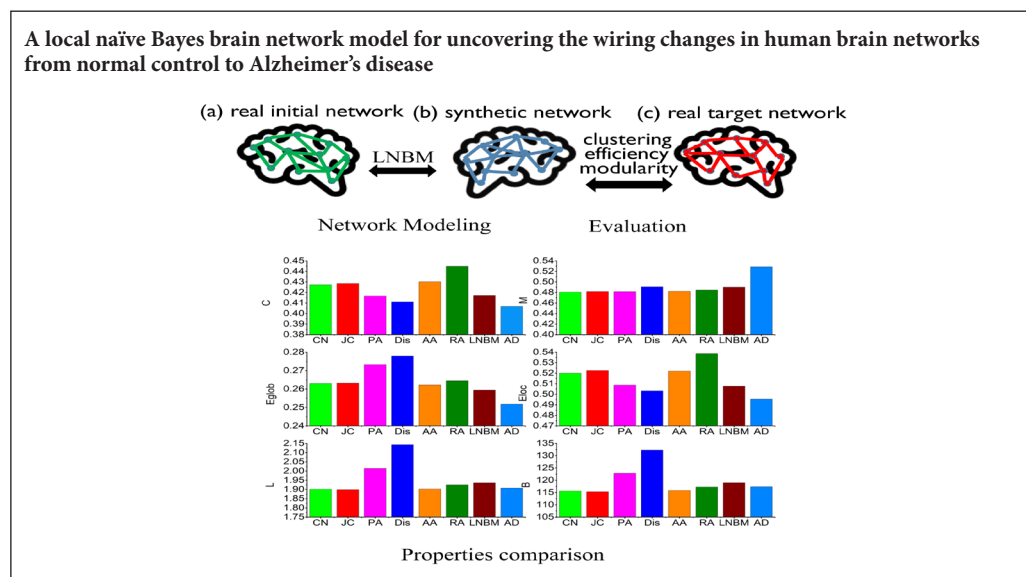 A local naïve Bayes brain network model for uncovering the wiring changes in human brain networks
from normal control to Alzheimer's disease
(a) real initial network (b) synthetic network (c) real target network
LNBM
clustering
efficiency
modularity
Network Modeling Evaluation
0.45
0.44
0.43
0.42
0.41
0.40
0.39
0.38
C
CN JC PA Dis AA RA LNBM AD
0.54
0.52
0.50
0.48
0.46
0.44
0.42
0.40
M
CN JC PA Dis AA RA LNBM AD
0.28
0.27
0.26
0.25
0.24
Eglob
CN JC PA Dis AA RA LNBM AD
0.54
0.53
0.52
0.51
0.50
0.49
0.48
0.47
Eloc
CN JC PA Dis AA RA LNBM AD
2.15
2.10
2.05
2.00
1.95
1.90
1.85
1.80
1.75
L
CN JC PA Dis AA RA LNBM AD
135
130
125
120
115
110
105
B
CN JC PA Dis AA RA LNBM AD
Properties comparison